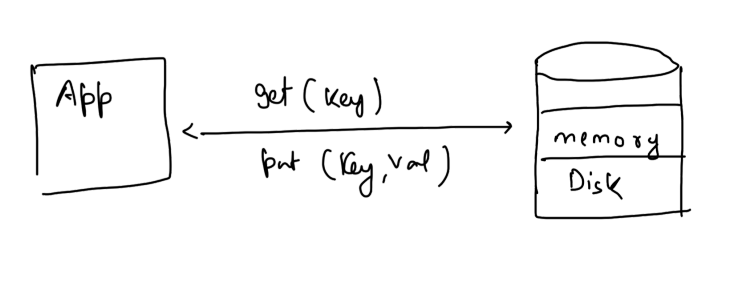 App
get (key)
put (key, val)
memory
Disk